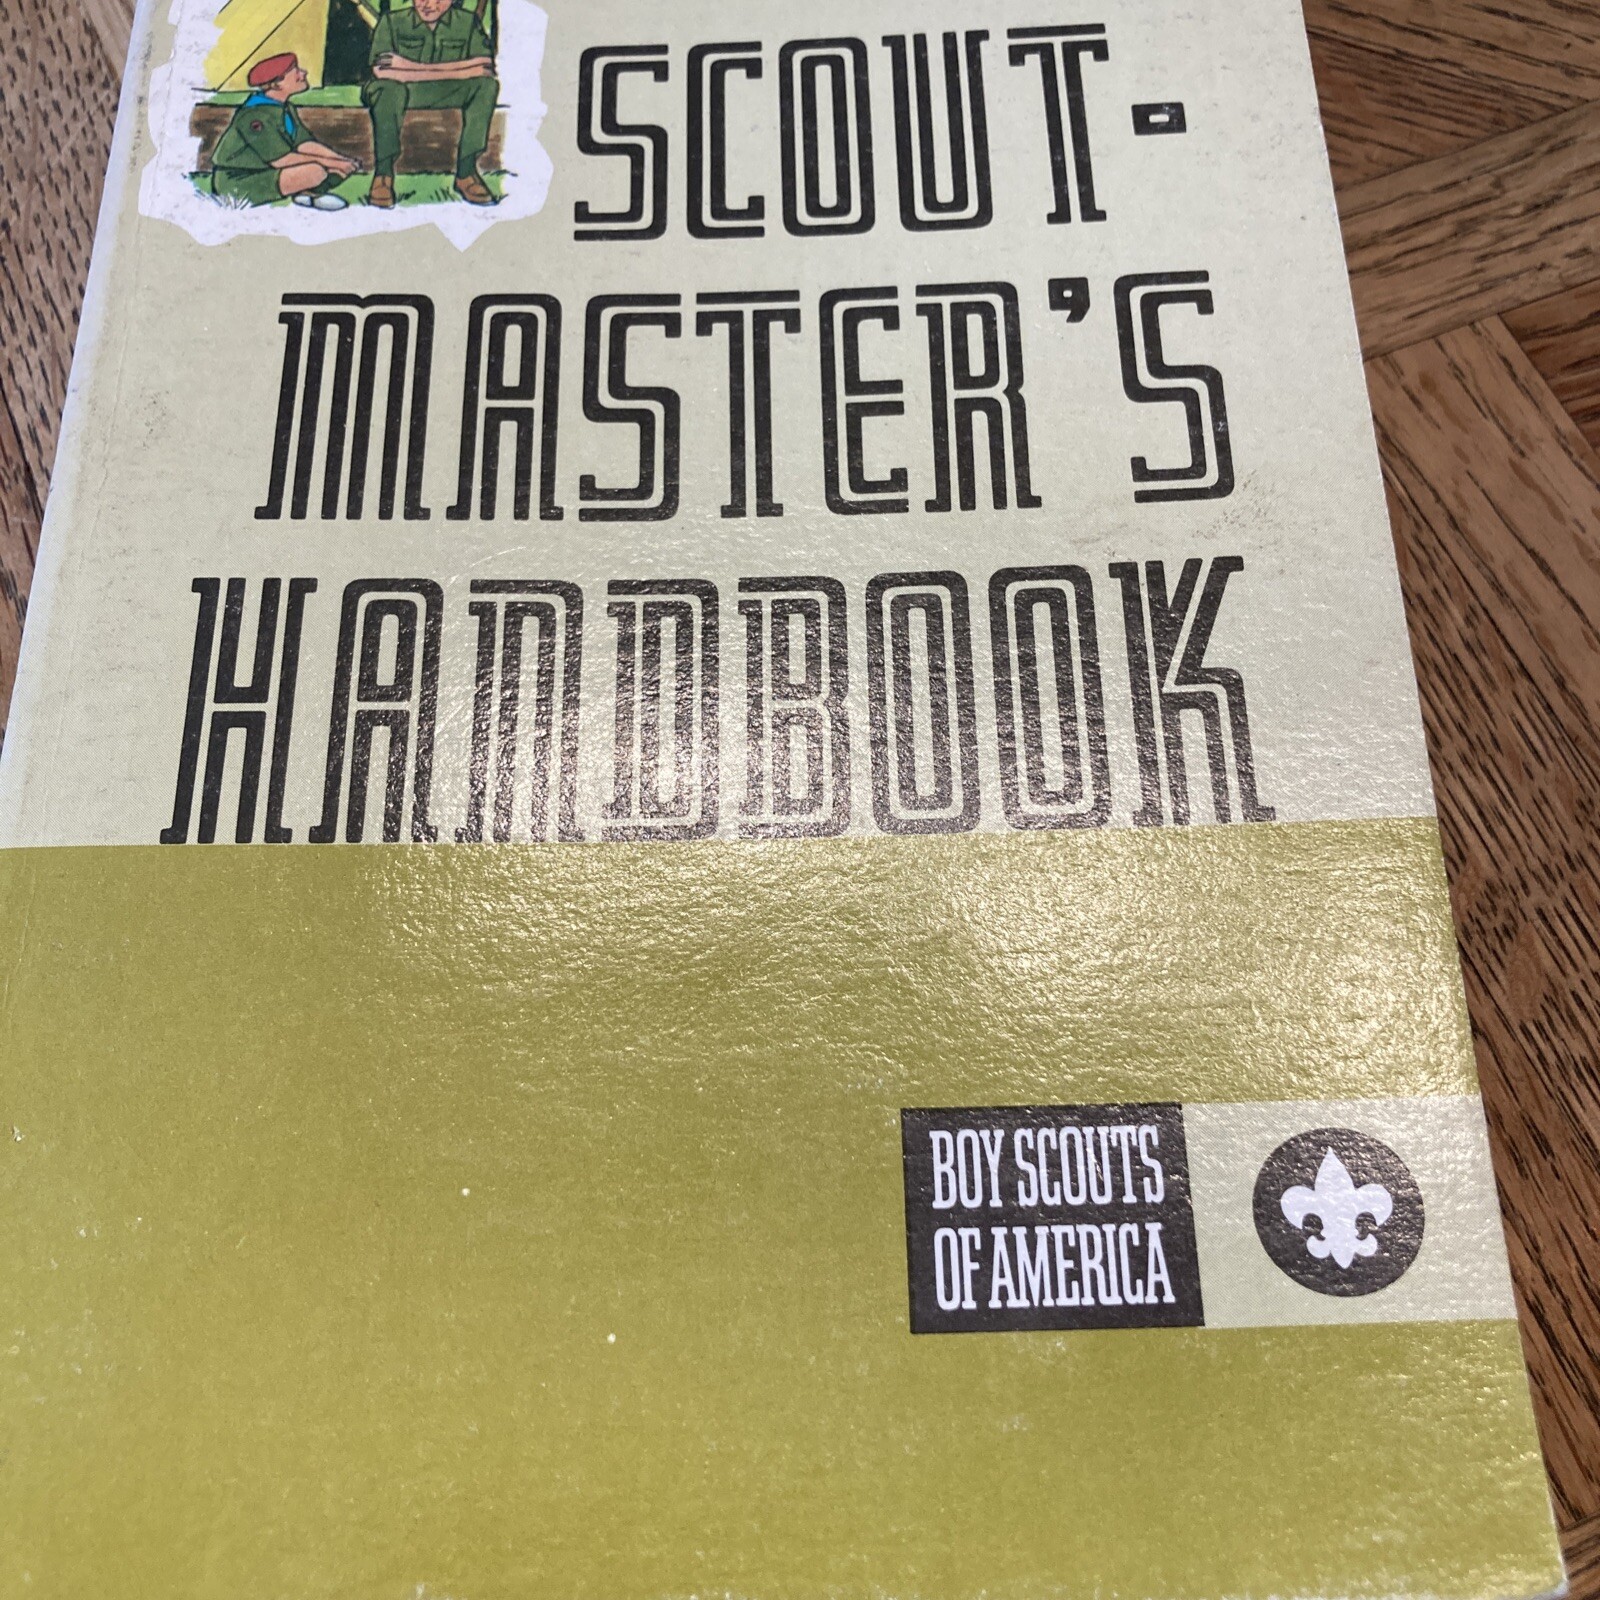 SCOUT-
MASTER'S
HANDBOOK
BOY SCOUTS
OF AMERICA